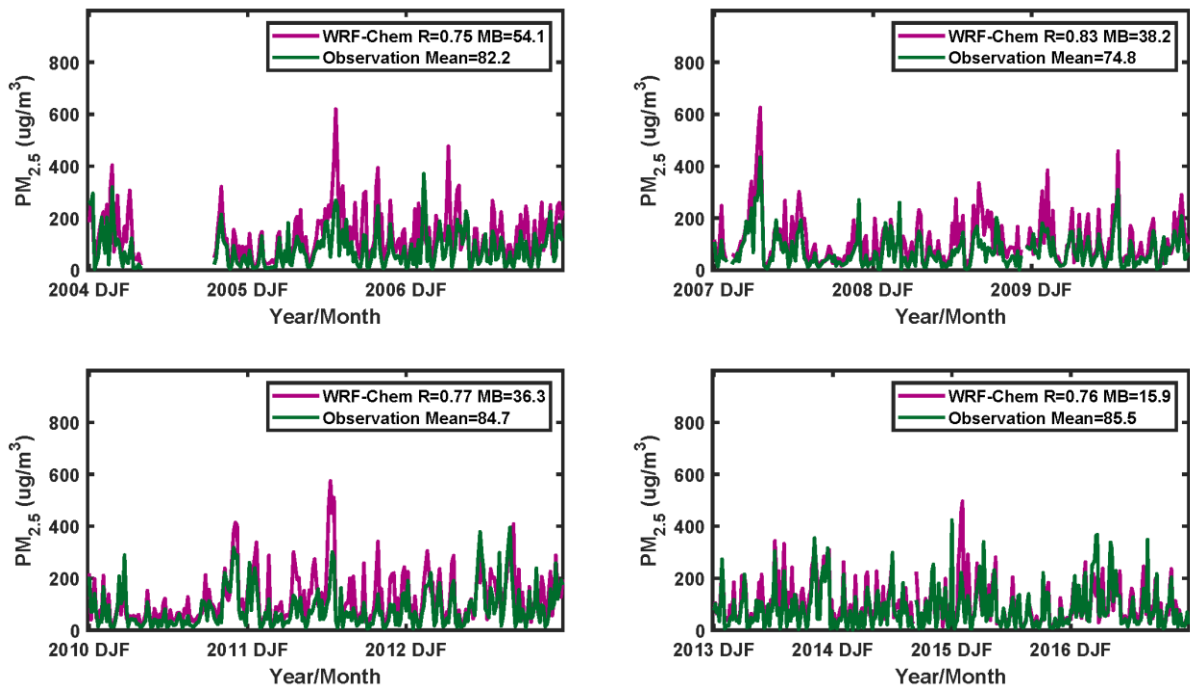 WRF-Chem R=0.75 MB=54.1
Observation Mean=82.2
800
600
400
200
0
PM2.5 (ug/m3)
2004 DJF 2005 DJF 2006 DJF
Year/Month
WRF-Chem R=0.83 MB=38.2
Observation Mean=74.8
800
600
400
200
0
PM2.5 (ug/m3)
2007 DJF 2008 DJF 2009 DJF
Year/Month
WRF-Chem R=0.77 MB=36.3
Observation Mean=84.7
800
600
400
200
0
PM2.5 (ug/m3)
2010 DJF 2011 DJF 2012 DJF
Year/Month
WRF-Chem R=0.76 MB=15.9
Observation Mean=85.5
800
600
400
200
0
PM2.5 (ug/m3)
2013 DJF 2014 DJF 2015 DJF 2016 DJF
Year/Month